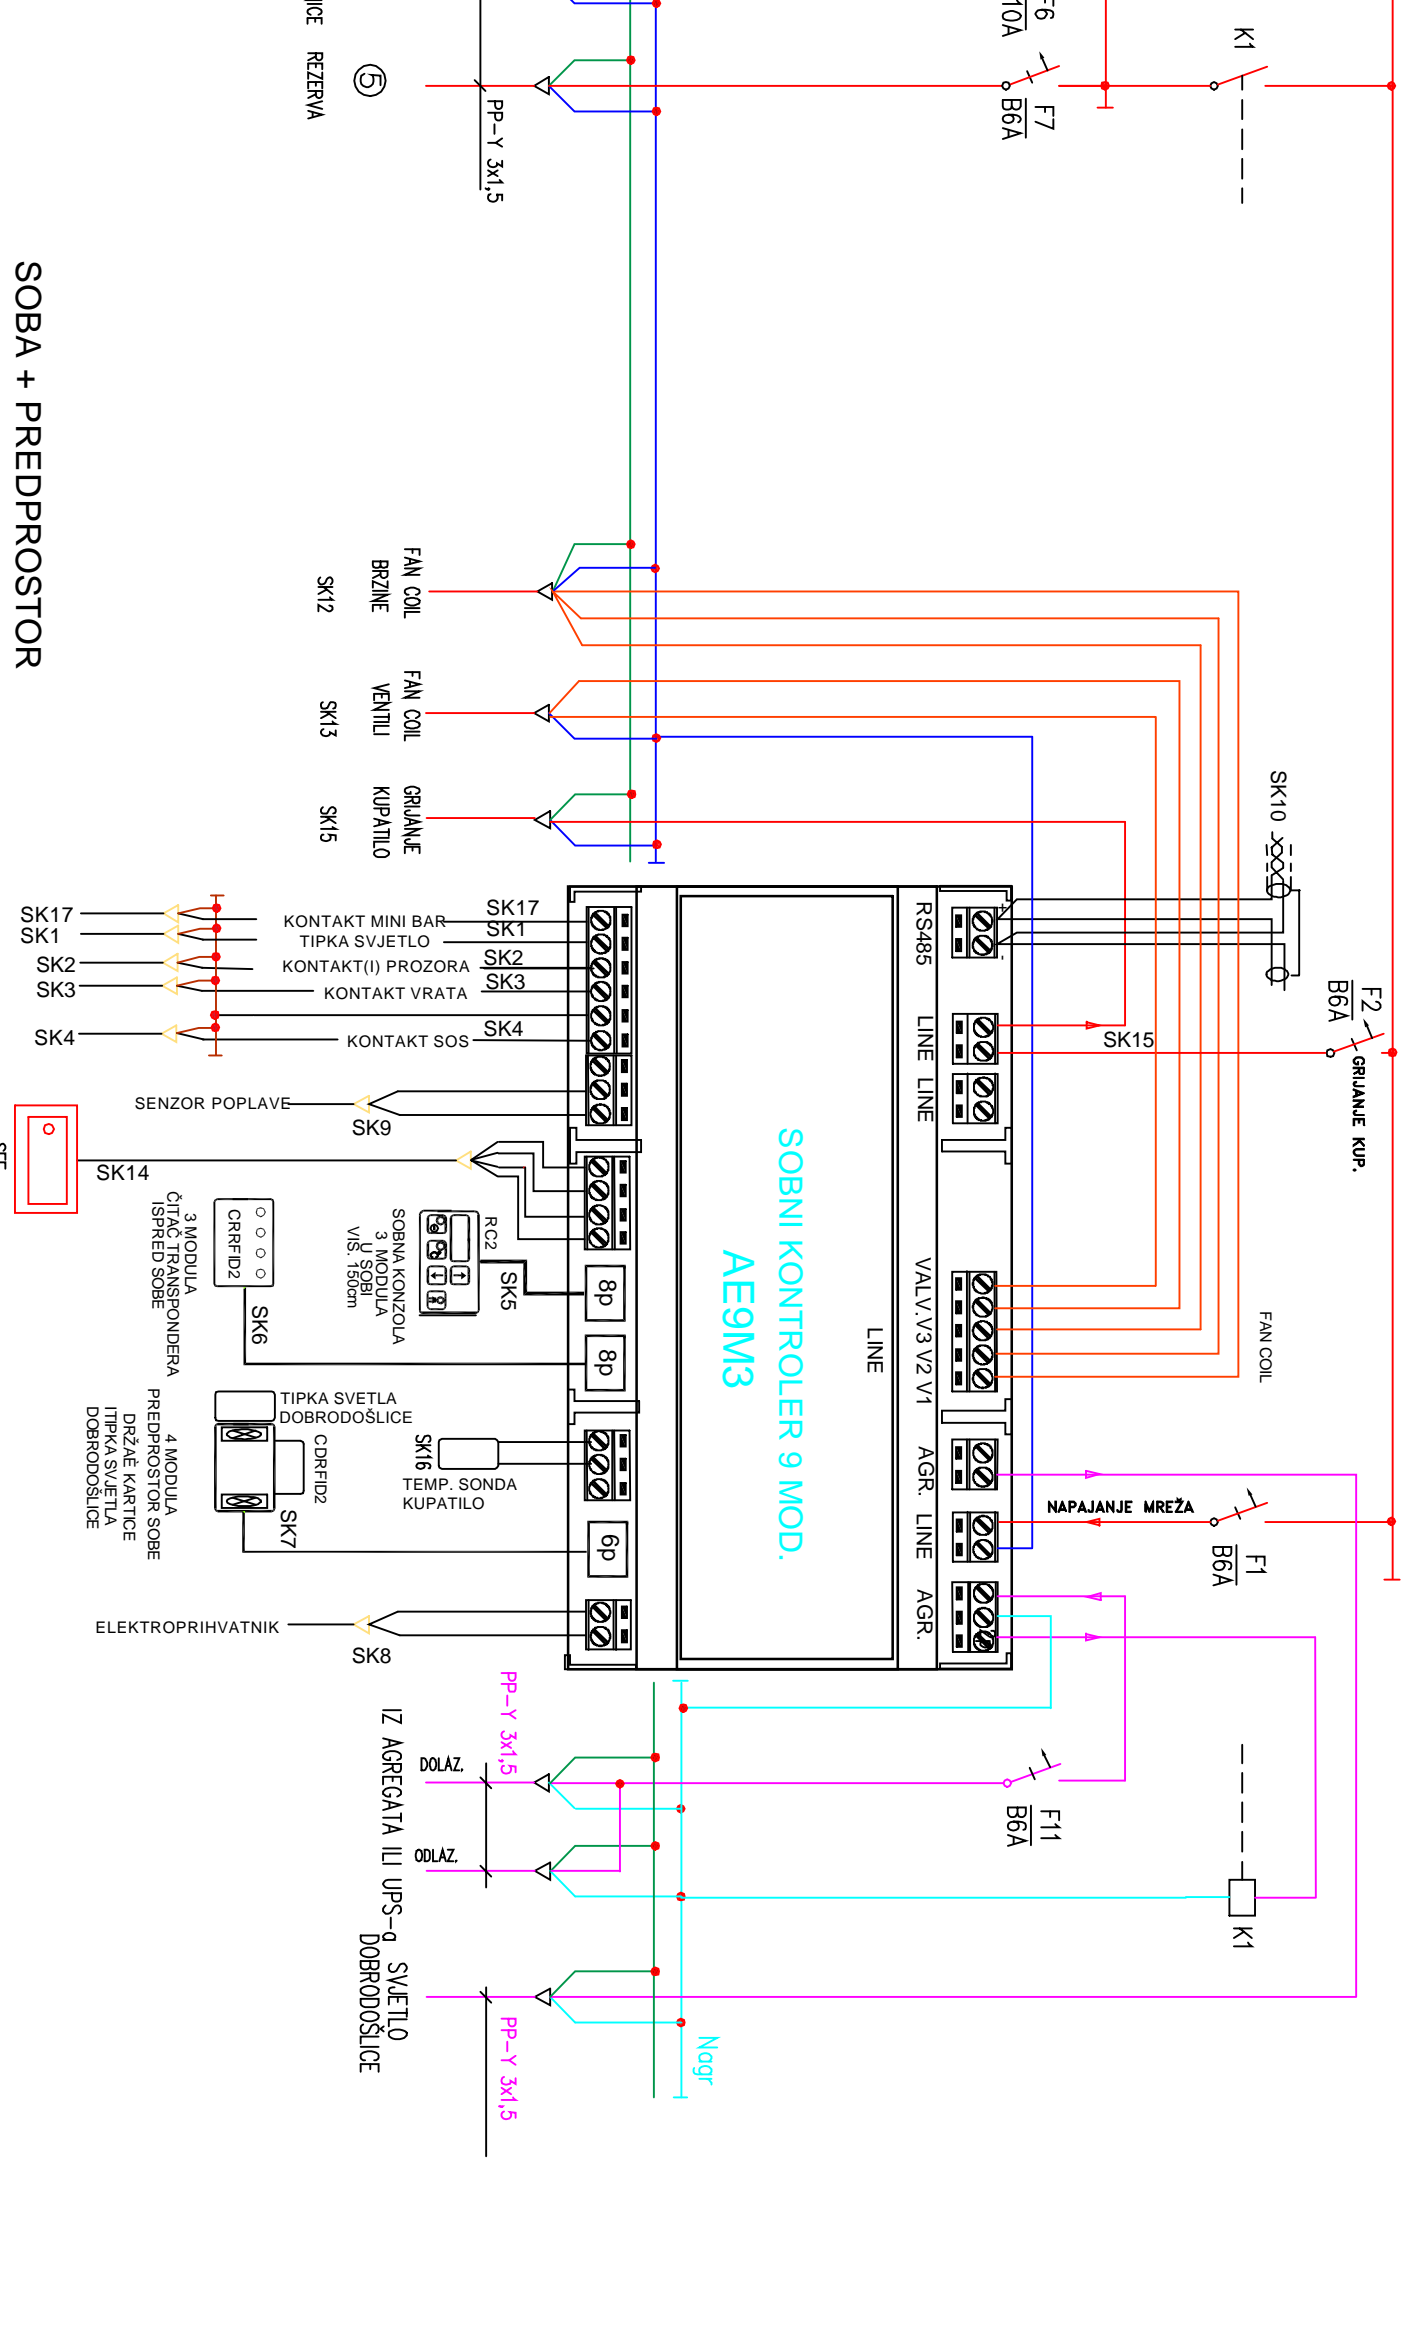 10A
K1
F7
B6A
REZERVA
5
PP-Y 3x1,5
SOBA + PREDPROSTOR
FAN COIL
BRZINE
SK12
FAN COIL
VENTILI
SK13
GRIJANJE
KUPATILO
SK15
SK10
F2
B6A
GRIJANJE KUP.
SK15
RS485
+
-
LINE
LINE
VALV.V3 V2 V1
FAN COIL
AGR.
LINE
AGR.
LINE
SOBNI KONTROLER 9 MOD.
AE9M3
NAPAJANJE MREŽA
F1
B6A
SK17
KONTAKT MINI BAR
SK17
SK1
TIPKA SVJETLO
SK1
SK2
KONTAKT(I) PROZORA
SK2
SK3
KONTAKT VRATA
SK3
SK4
KONTAKT SOS
SK4
SENZOR POPLAVE
SK9
SK14
8p
8p
6p
RC2
SK5
SOBNA KONZOLA
3 MODULA
U SOBI
VIS. 150cm
CRRFID2
SK6
3 MODULA
ČITAČ TRANSPONDERA
ISPRED SOBE
TIPKA SVETLA
DOBRODOŠLICE
CDRFID2
SK7
4 MODULA
PREDPROSTOR SOBE
DRŽAÈ KARTICE
ITIPKA SVJETLA
DOBRODOŠLICE
SK16
TEMP. SONDA
KUPATILO
ELEKTROPRIHVATNIK
SK8
PP-Y 3x1,5
DOLAZ.
ODLAZ.
IZ AGREGATA ILI UPS-a
SVJETLO
DOBRODOŠLICE
PP-Y 3x1,5
Nagr
F11
B6A
K1